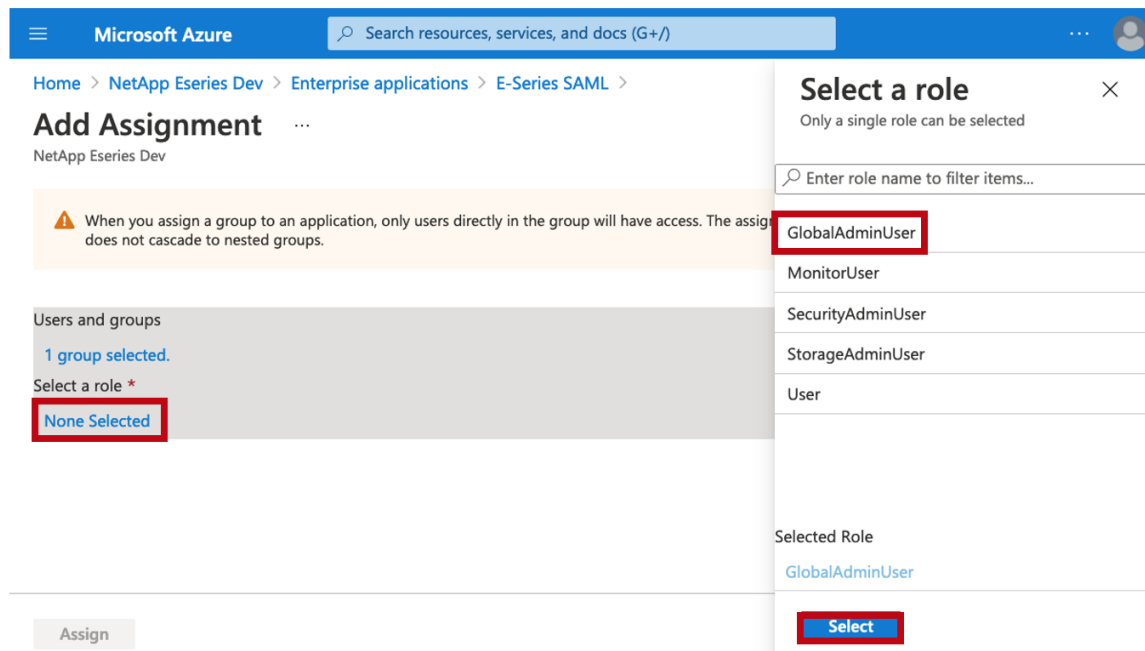 Microsoft Azure
Search resources, services, and docs (G+/)
...
Home > NetApp Eseries Dev > Enterprise applications > E-Series SAML >
Add Assignment ...
NetApp Eseries Dev
When you assign a group to an application, only users directly in the group will have access. The assig
does not cascade to nested groups.
Users and groups
1 group selected.
Select a role *
None Selected
Assign
Select a role
Only a single role can be selected
Enter role name to filter items...
GlobalAdminUser
MonitorUser
SecurityAdminUser
StorageAdminUser
User
Selected Role
GlobalAdminUser
Select